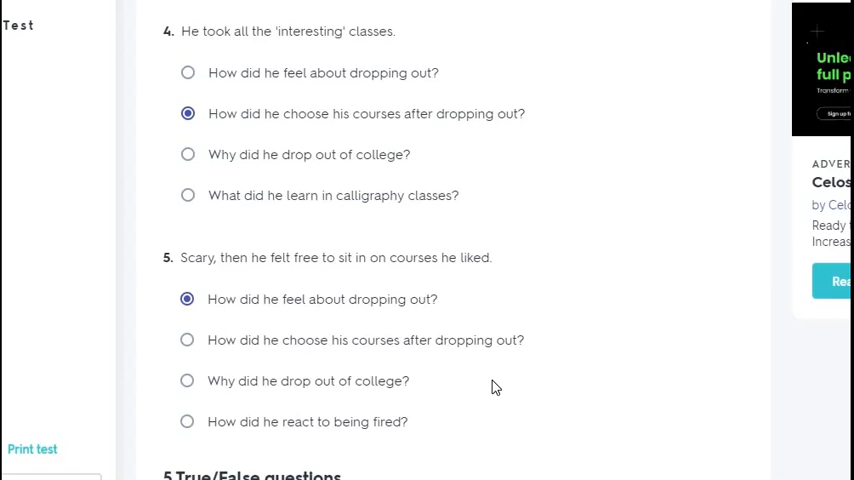 Test
4. He took all the 'interesting' classes.
How did he feel about dropping out?
How did he choose his courses after dropping out?
Why did he drop out of college?
What did he learn in calligraphy classes?
5. Scary, then he felt free to sit in on courses he liked.
How did he feel about dropping out?
How did he choose his courses after dropping out?
Why did he drop out of college?
How did he react to being fired?
Print test
5 True/False questions
full p
Transform
Sign up fo
ADVER
Celos
by Celo
Ready t
Increas
Rea